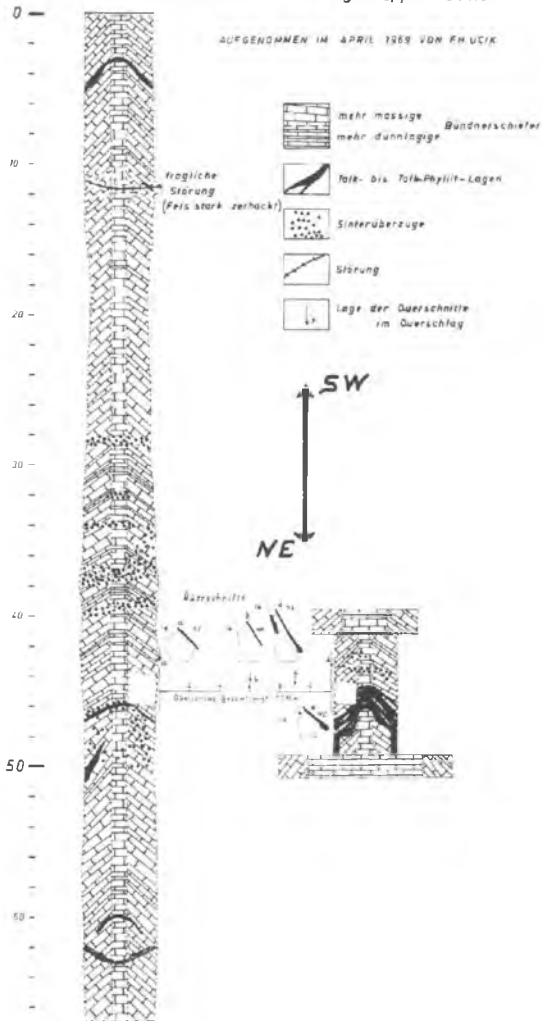 0 –
AUFGENOMMEN IM APRIL 1969 VON F.H. UCIK
mehr massige
mehr dünnlagige
Bündnerschiefer
10 –
fragliche
Störung
(Fels stark zerhackt)
Talk- bis Talk-Phyllit-Lagen
Sinterüberzüge
Störung
20 –
Lage der Querschnitte
im Querschlag
SW
30 –
NE
Querschnitte
40 –
50 –
60 –